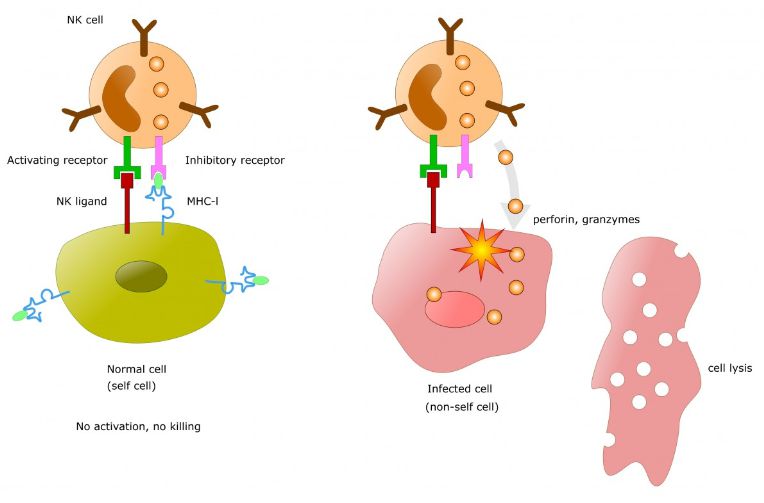 NK cell
Activating receptor
Inhibitory receptor
NK ligand
MHC-I
Normal cell
(self cell)
No activation, no killing
perforin, granzymes
Infected cell
(non-self cell)
cell lysis